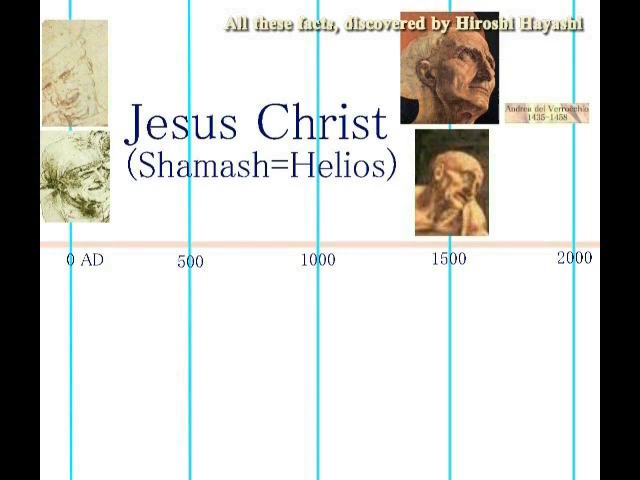 All these facts, discovered by Hiroshi Hayashi
Jesus Christ
(Shamash=Helios)
Andrea del Verrocchio
1435-1458
0 AD
500
1000
1500
2000